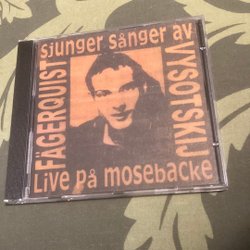 sjunger sånger av
FÄGERQUIST
VYSOTSKIJ
Live på mosebacke